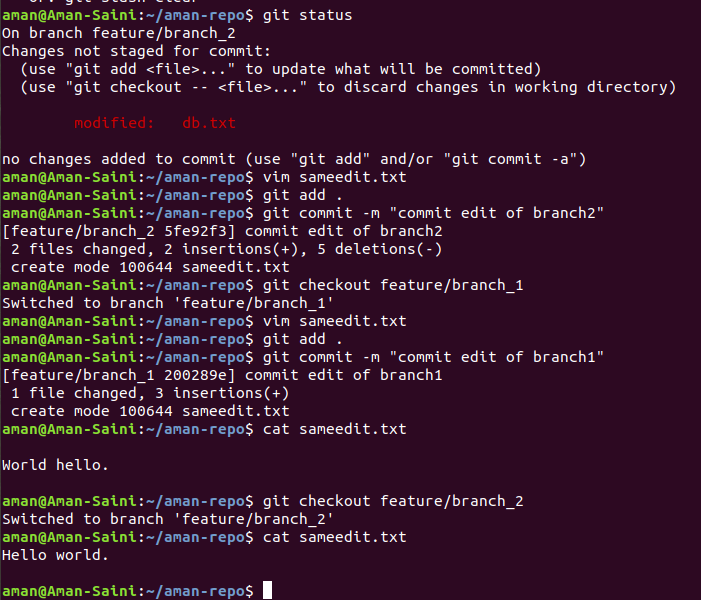 or: git stash clear
aman@Aman-Saini:~/aman-repo$ git status
On branch feature/branch_2
Changes not staged for commit:
  (use "git add <file>..." to update what will be committed)
  (use "git checkout -- <file>..." to discard changes in working directory)

        modified:   db.txt

no changes added to commit (use "git add" and/or "git commit -a")
aman@Aman-Saini:~/aman-repo$ vim sameedit.txt
aman@Aman-Saini:~/aman-repo$ git add .
aman@Aman-Saini:~/aman-repo$ git commit -m "commit edit of branch2"
[feature/branch_2 5fe92f3] commit edit of branch2
 2 files changed, 2 insertions(+), 5 deletions(-)
 create mode 100644 sameedit.txt
aman@Aman-Saini:~/aman-repo$ git checkout feature/branch_1
Switched to branch 'feature/branch_1'
aman@Aman-Saini:~/aman-repo$ vim sameedit.txt
aman@Aman-Saini:~/aman-repo$ git add .
aman@Aman-Saini:~/aman-repo$ git commit -m "commit edit of branch1"
[feature/branch_1 200289e] commit edit of branch1
 1 file changed, 3 insertions(+)
 create mode 100644 sameedit.txt
aman@Aman-Saini:~/aman-repo$ cat sameedit.txt

World hello.

aman@Aman-Saini:~/aman-repo$ git checkout feature/branch_2
Switched to branch 'feature/branch_2'
aman@Aman-Saini:~/aman-repo$ cat sameedit.txt
Hello world.

aman@Aman-Saini:~/aman-repo$